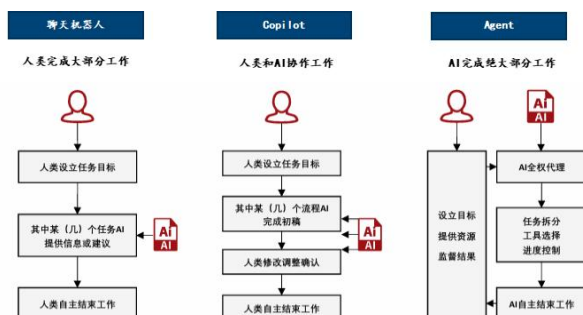 聊天机器人
人类完成大部分工作
人类设立任务目标
其中某（几）个任务AI
提供信息或建议
AI
AI
人类自主结束工作
Copilot
人类和AI协作工作
人类设立任务目标
其中某（几）个流程AI
完成初稿
AI
AI
人类修改调整确认
人类自主结束工作
Agent
AI完成绝大部分工作
AI
AI
设立目标
提供资源
监督结果
AI全权代理
任务拆分
工具选择
进度控制
AI自主结束工作